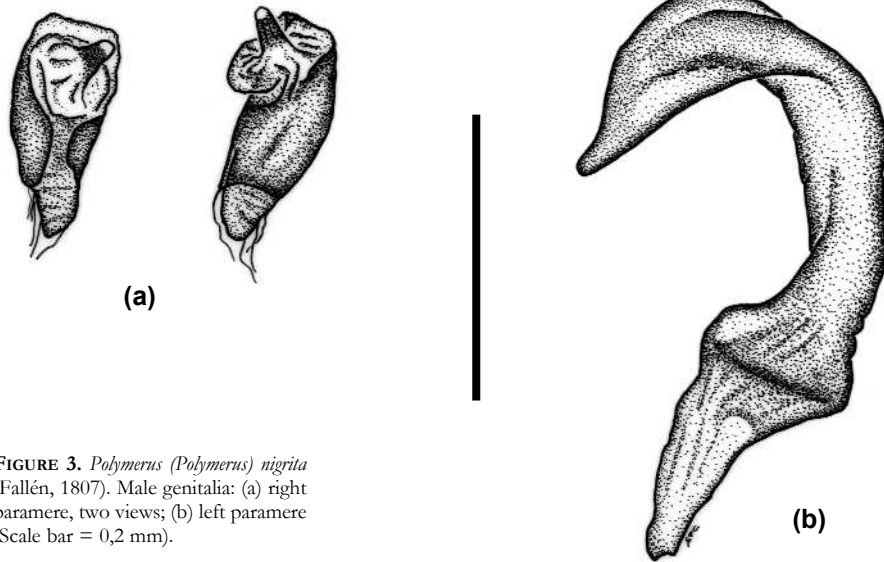 (a)
FIGURE 3. Polymerus (Polymerus) nigrita
(Fallén, 1807). Male genitalia: (a) right
paramere, two views; (b) left paramere
(Scale bar = 0,2 mm).
(b)